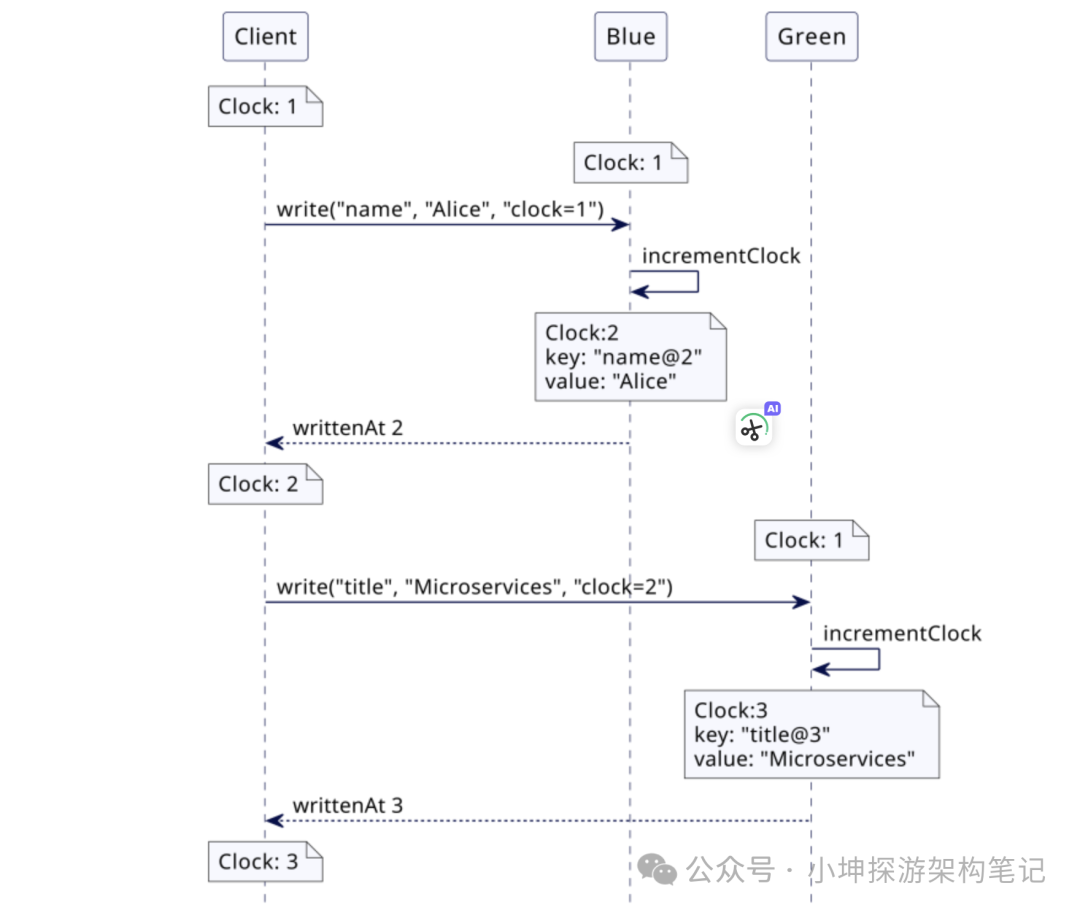 Client
Blue
Green
Clock: 1
Clock: 1
write("name", "Alice", "clock=1")
incrementClock
Clock:2
key: "name@2"
value: "Alice"
AI
writtenAt 2
Clock: 2
Clock: 1
write("title", "Microservices", "clock=2")
incrementClock
Clock:3
key: "title@3"
value: "Microservices"
writtenAt 3
Clock: 3
公众号 · 小坤探游架构笔记